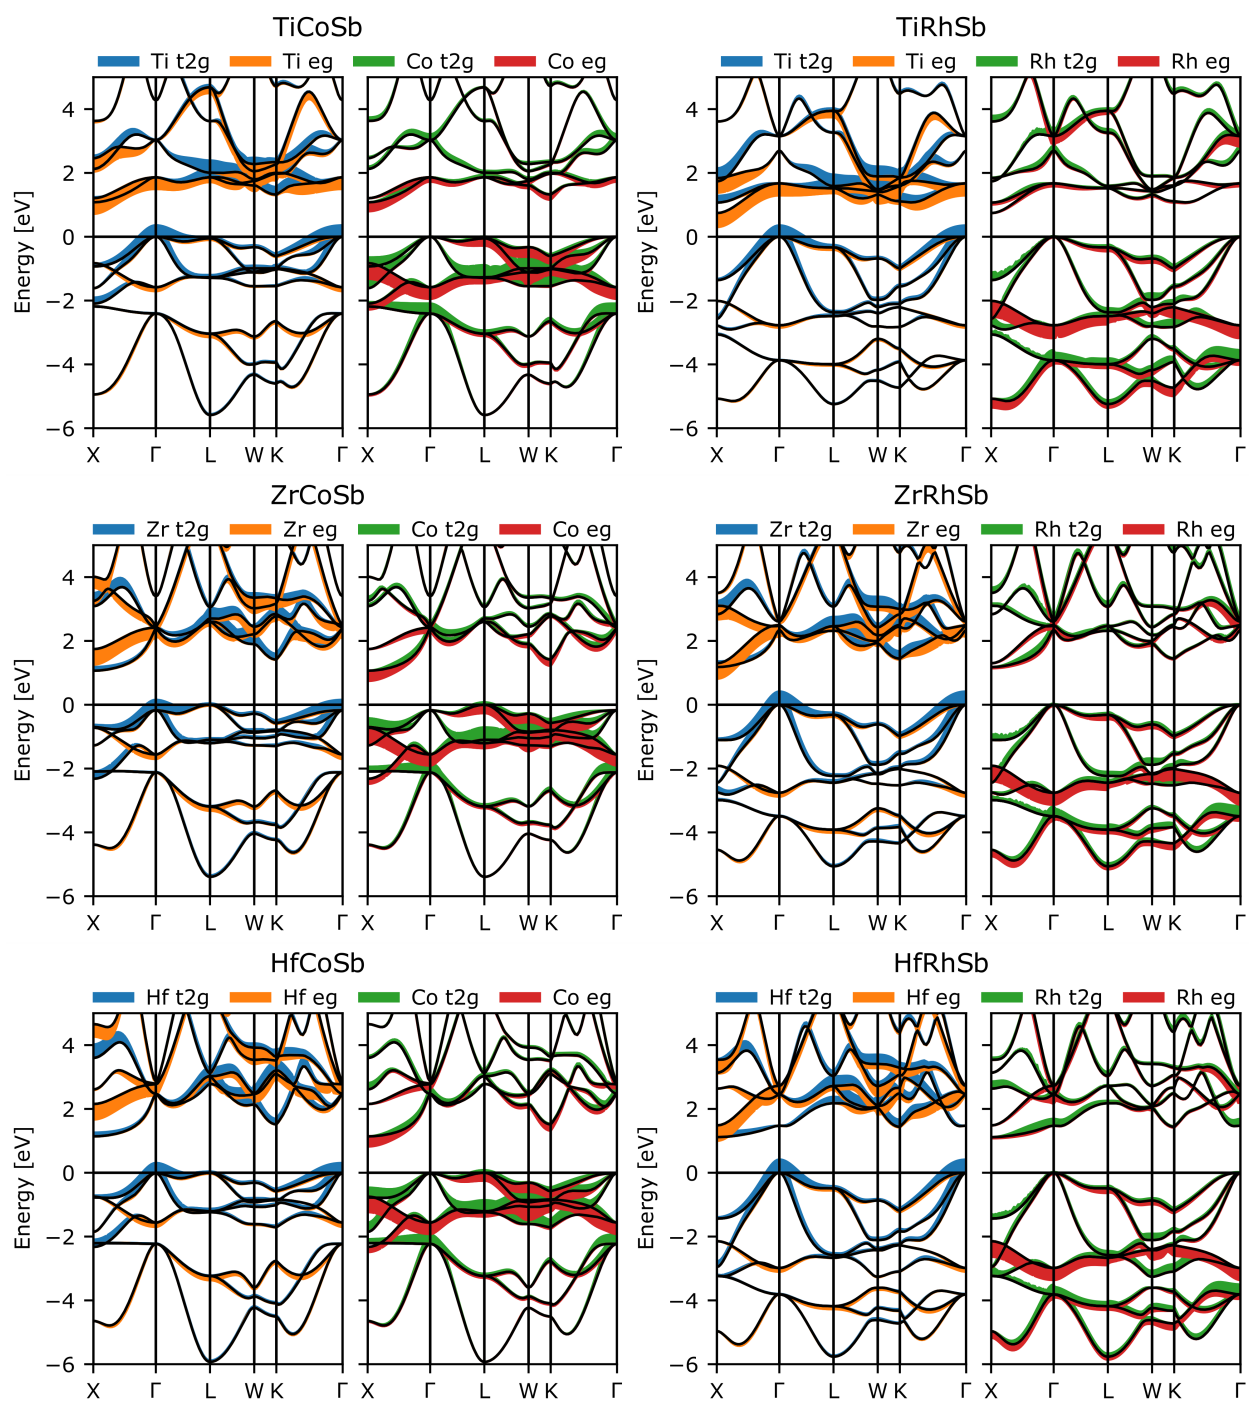 TiCoSb
Ti t2g Ti eg Co t2g Co eg
Energy [eV]
4
2
0
−2
−4
−6
X Γ L W K Γ
X Γ L W K Γ
TiRhSb
Ti t2g Ti eg Rh t2g Rh eg
Energy [eV]
4
2
0
−2
−4
−6
X Γ L W K Γ
X Γ L W K Γ
ZrCoSb
Zr t2g Zr eg Co t2g Co eg
Energy [eV]
4
2
0
−2
−4
−6
X Γ L W K Γ
X Γ L W K Γ
ZrRhSb
Zr t2g Zr eg Rh t2g Rh eg
Energy [eV]
4
2
0
−2
−4
−6
X Γ L W K Γ
X Γ L W K Γ
HfCoSb
Hf t2g Hf eg Co t2g Co eg
Energy [eV]
4
2
0
−2
−4
−6
X Γ L W K Γ
X Γ L W K Γ
HfRhSb
Hf t2g Hf eg Rh t2g Rh eg
Energy [eV]
4
2
0
−2
−4
−6
X Γ L W K Γ
X Γ L W K Γ